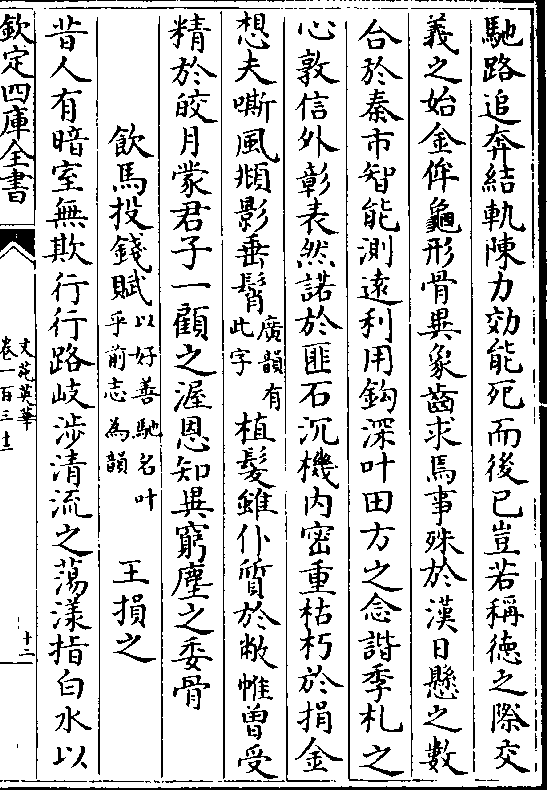 馳路追奔結軌陳力効能死而後已豈若稱德之際交
義之始金侔龜形骨異象齒求馬事殊於漢日懸之數
合於秦市智能測遠利用鈎深叶田方之念諧季札之
心敦信外彰表然諾於匪石沉機内密重枯朽於捐金
想夫嘶風頫影垂鬅廣韻有此字植髮雖仆質於敝帷曾受
精於皎月蒙君子一顧之渥恩知異窮塵之委骨
飲馬投錢賦以好善馳名叶乎前志為韻 王損之
昔人有暗室無欺行行路岐涉清流之蕩漾指白水以
欽定四庫全書
文苑英華
卷一百三十二
十二